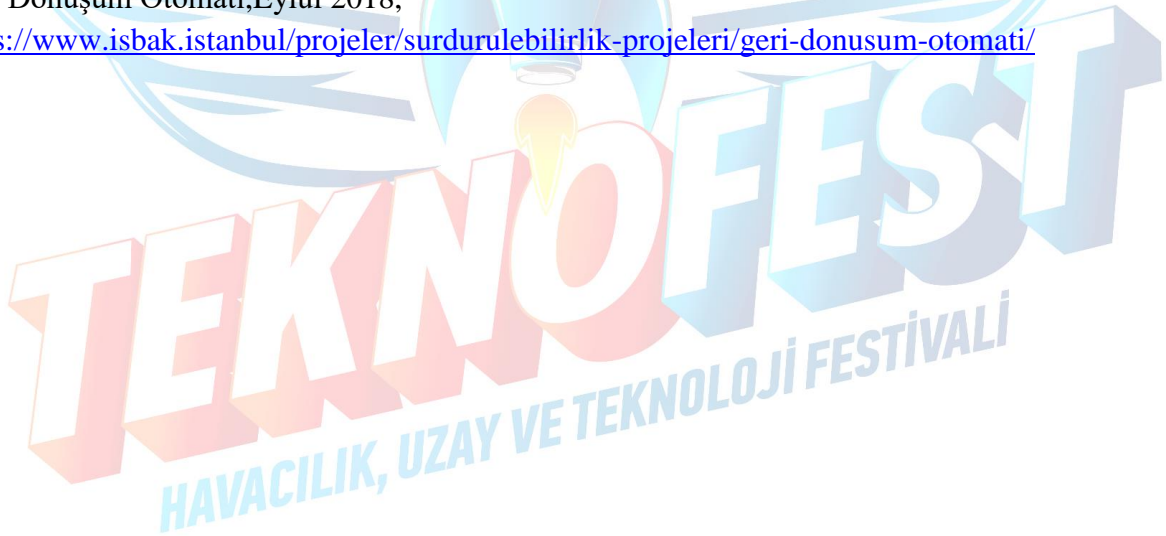 Dönüşüm Otomatı,Eylül 2018,
s://www.isbak.istanbul/projeler/surdurulebilirlik-projeleri/geri-donusum-otomati/
TEKNOFEST
HAVACILIK, UZAY VE TEKNOLOJİ FESTİVALİ